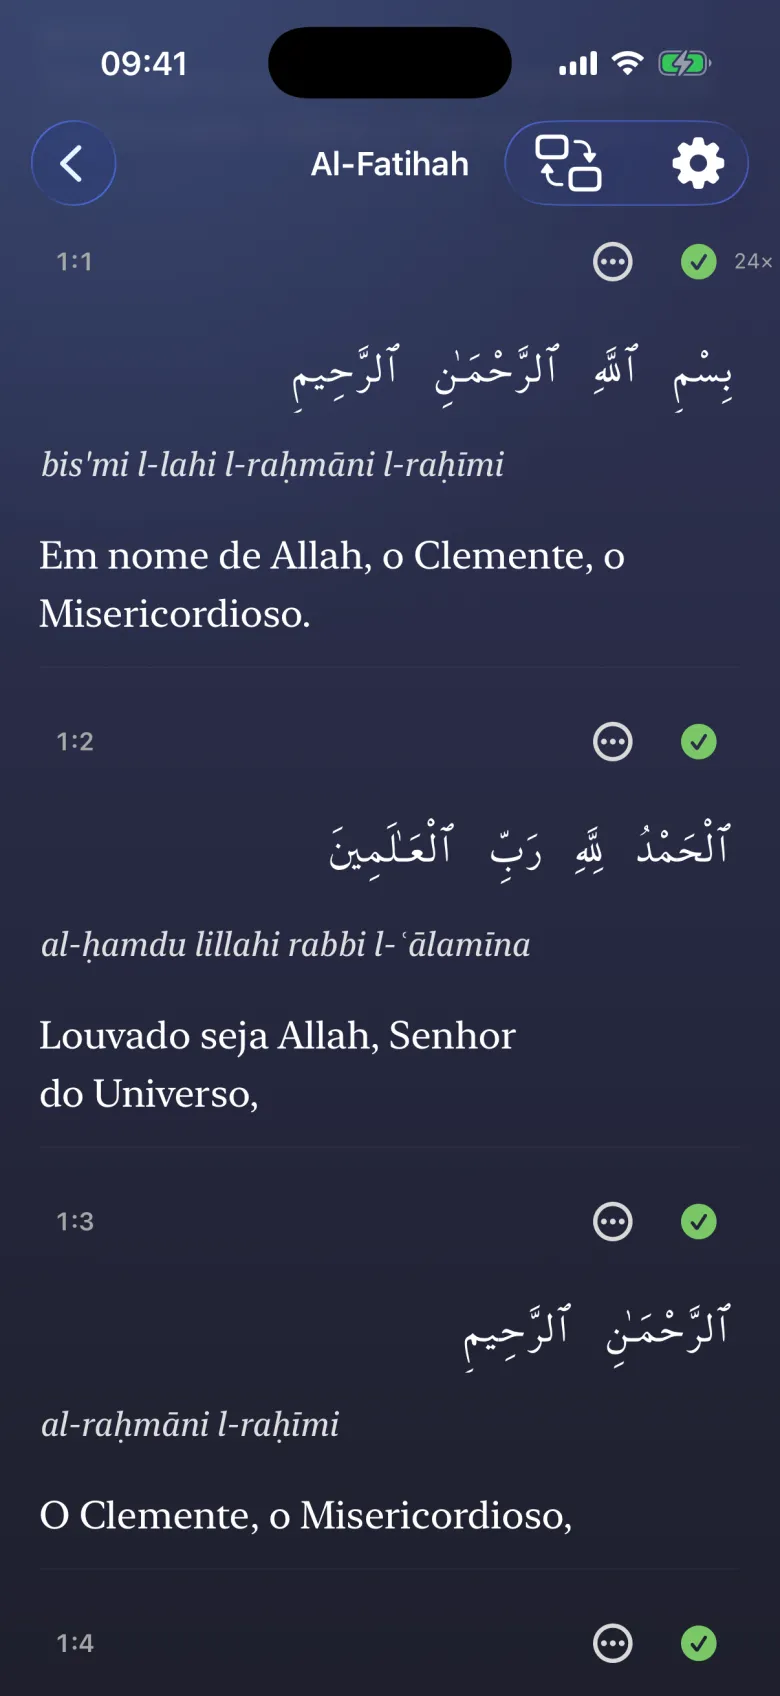 09:41
Al-Fatihah
1:1
24×
بِسْمِ ٱللَّهِ ٱلرَّحْمَـٰنِ ٱلرَّحِيمِ
bis'mi l-lahi l-raḥmāni l-raḥīmi
Em nome de Allah, o Clemente, o
Misericordioso.
1:2
ٱلْحَمْدُ لِلَّهِ رَبِّ ٱلْعَـٰلَمِينَ
al-ḥamdu lillahi rabbi l-ʿālamīna
Louvado seja Allah, Senhor
do Universo,
1:3
ٱلرَّحْمَـٰنِ ٱلرَّحِيمِ
al-raḥmāni l-raḥīmi
O Clemente, o Misericordioso,
1:4